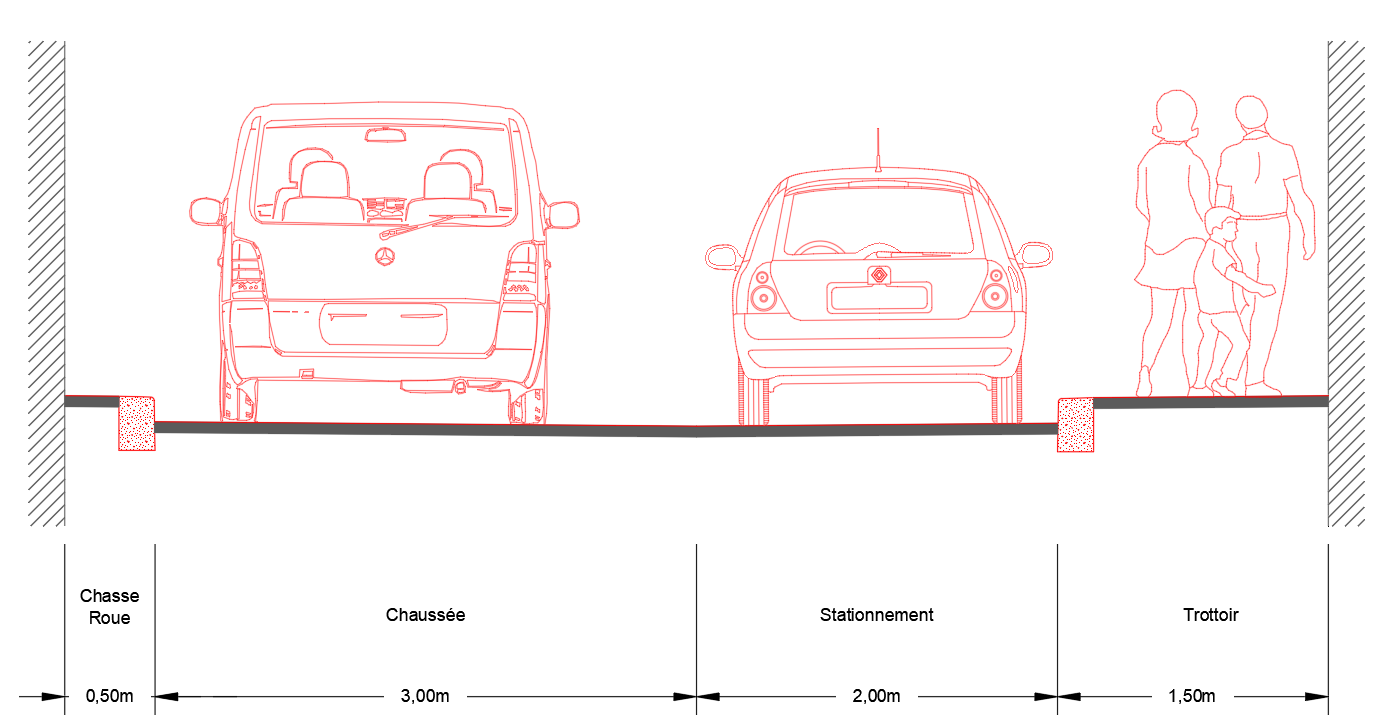 Chasse
Roue
Chaussée
Stationnement
Trottoir
0,50m
3,00m
2,00m
1,50m